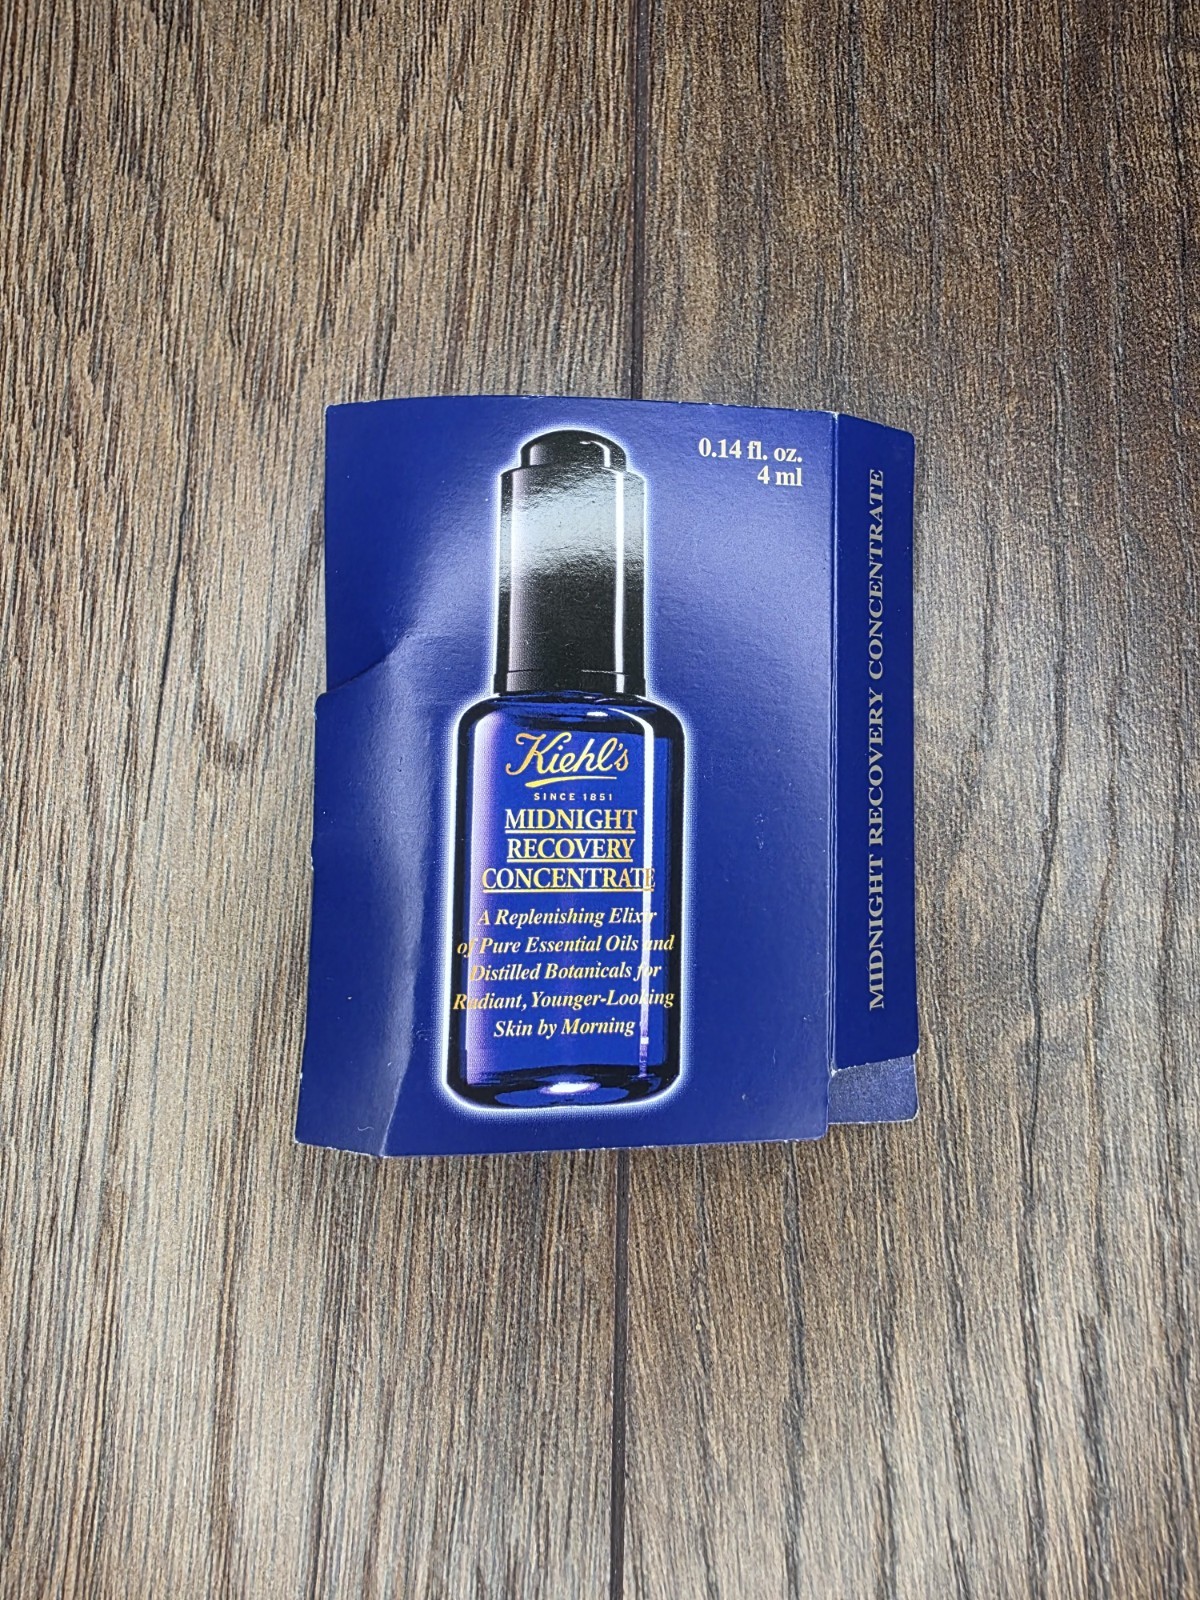 0.14 fl. oz.
4 ml
Kiehl's
SINCE 1851
MIDNIGHT
RECOVERY
CONCENTRATE
A Replenishing Elixir
of Pure Essential Oils and
Distilled Botanicals for
Radiant, Younger-Looking
Skin by Morning
MIDNIGHT RECOVERY CONCENTRATE